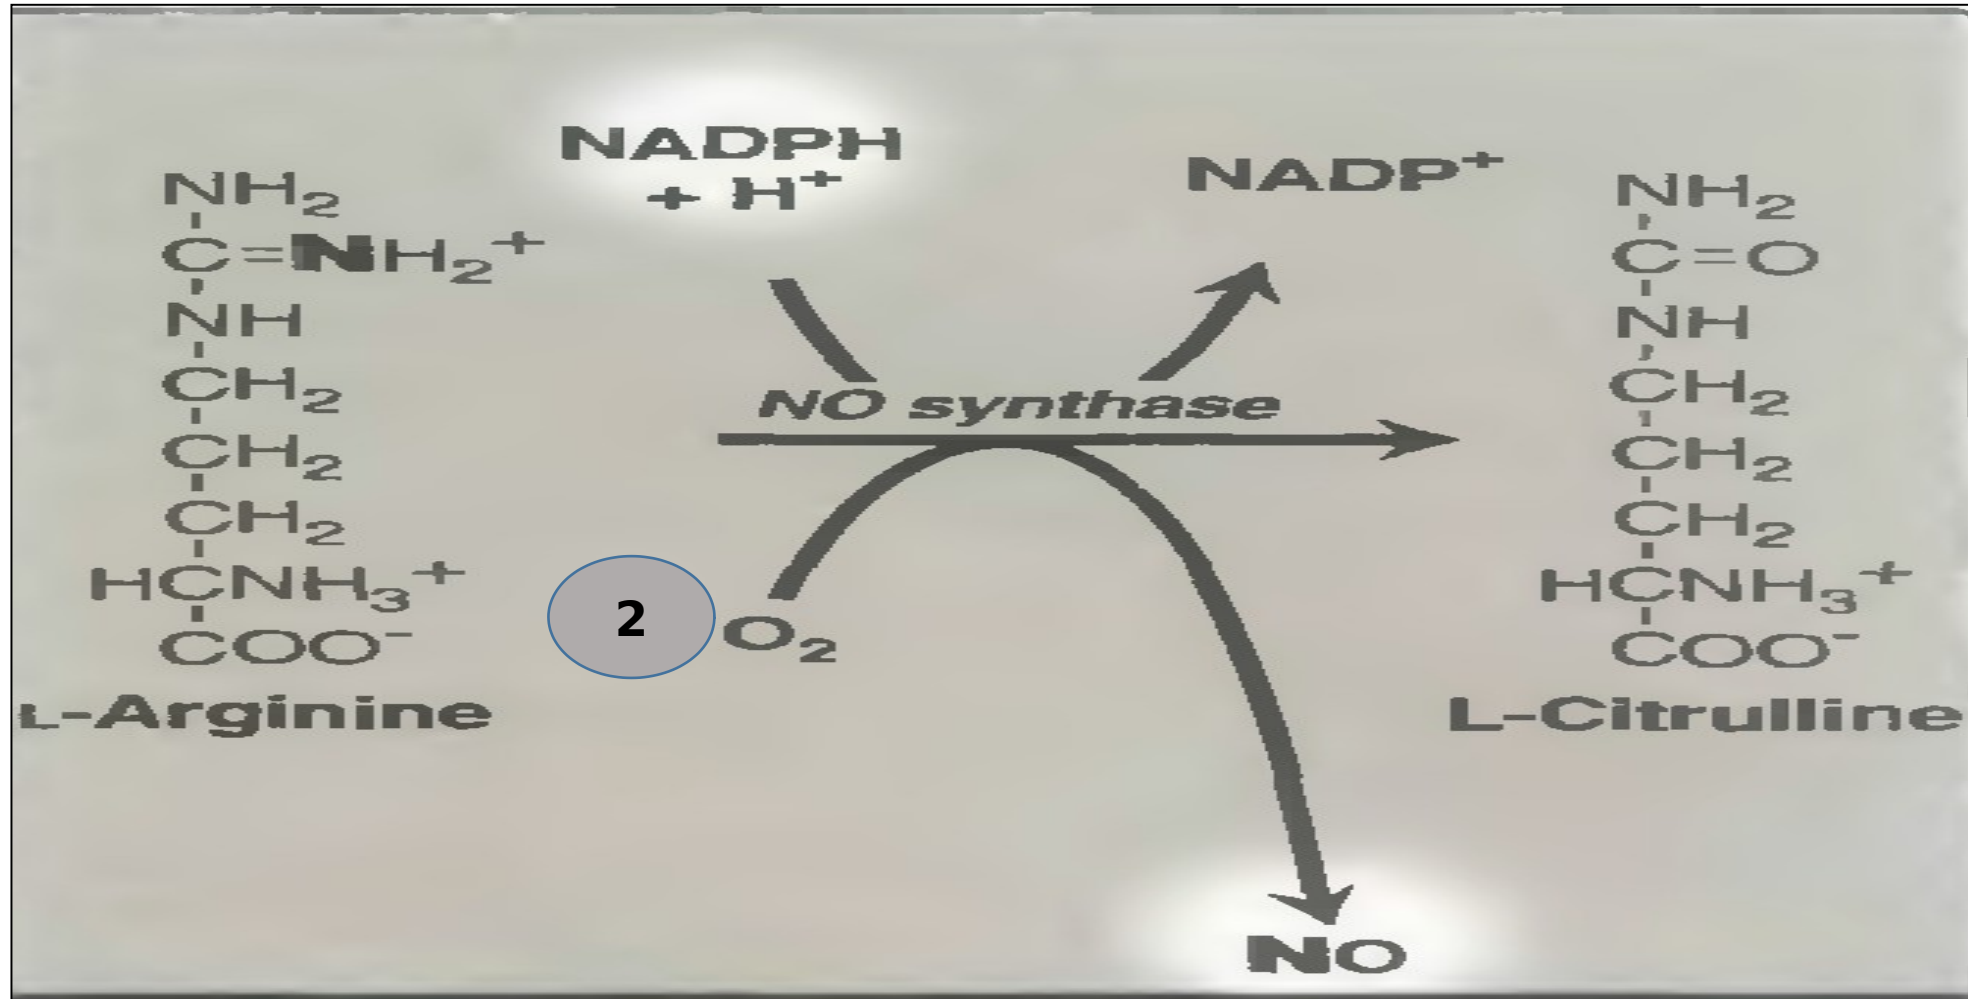 NADPH
+ H⁺
NADP⁺
NH₂
C=NH₂⁺
NH
CH₂
CH₂
CH₂
HCNH₃⁺
COO⁻
L-Arginine
NO synthase
2
O₂
NO
NH₂
C=O
NH
CH₂
CH₂
CH₂
HCNH₃⁺
COO⁻
L-Citrulline